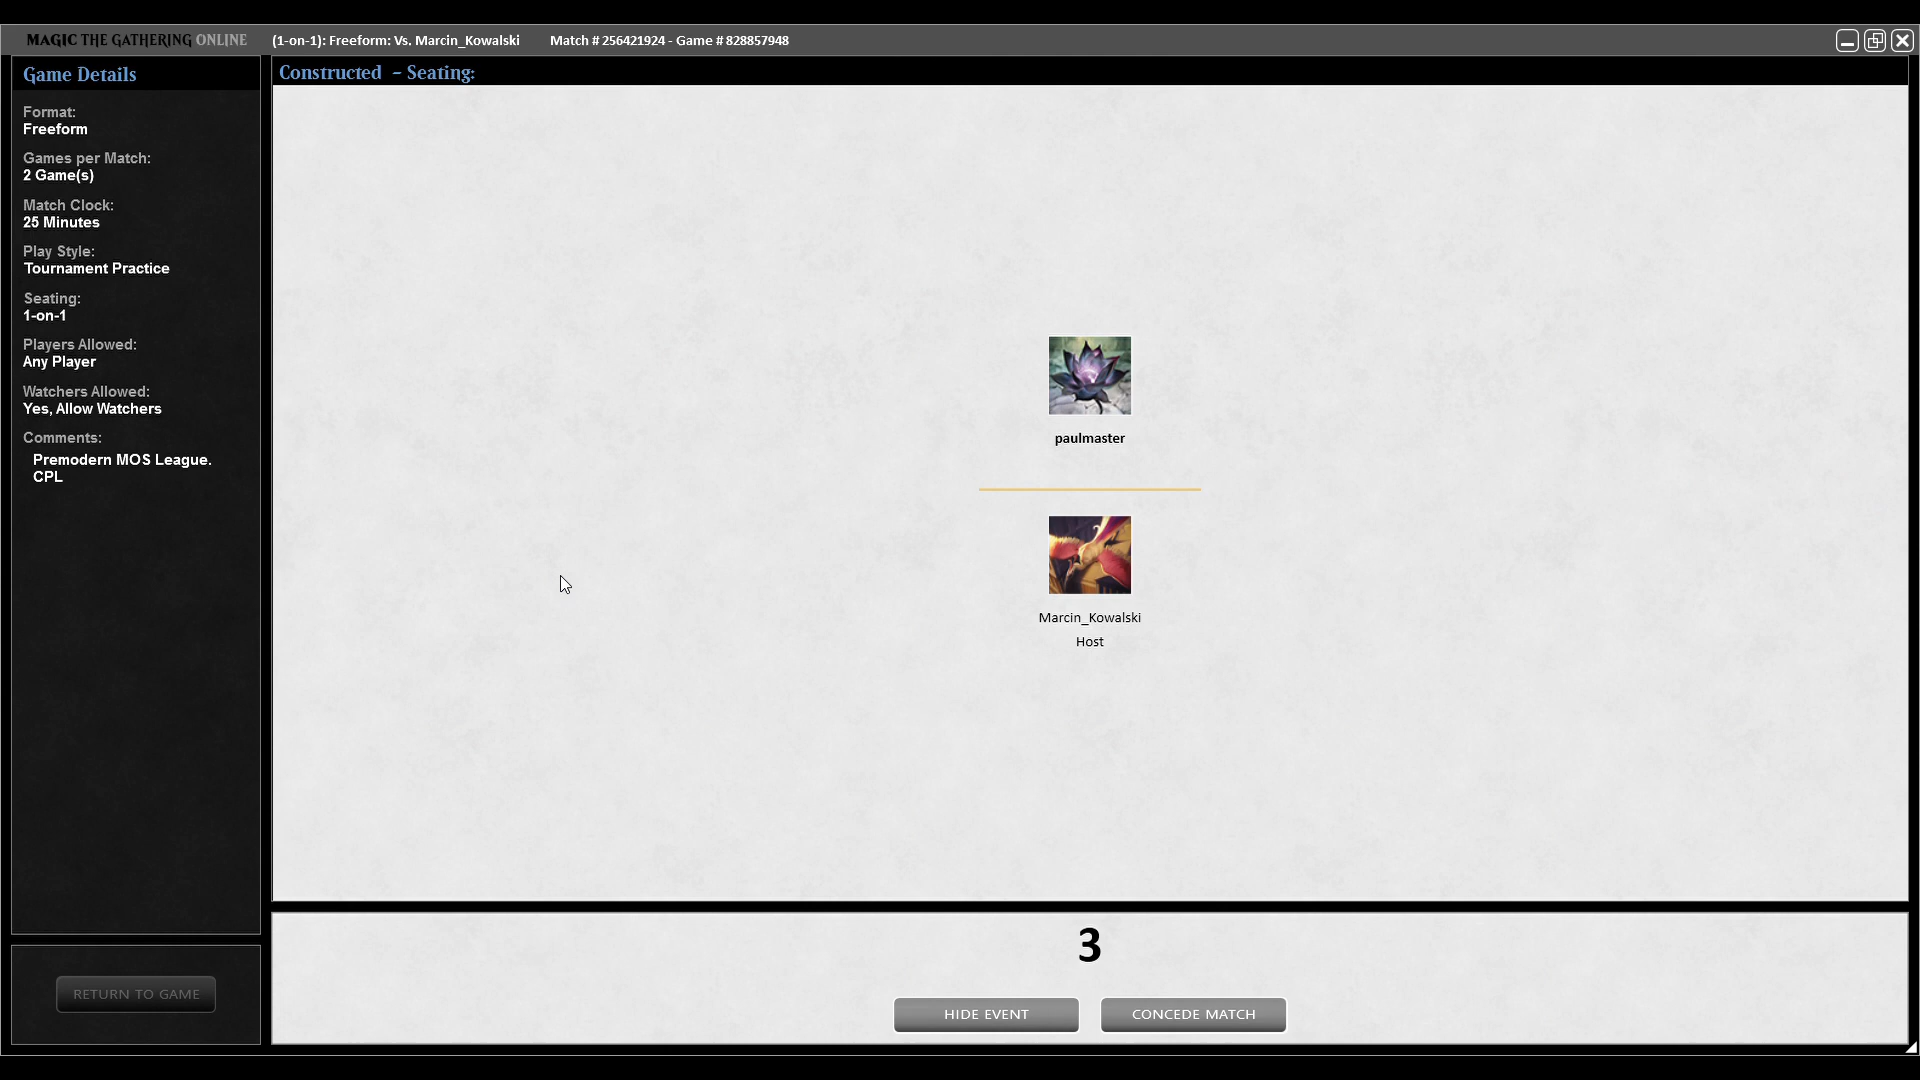 MAGIC THE GATHERING ONLINE
(1-on-1): Freeform: Vs. Marcin_Kowalski
Match # 256421924 - Game # 828857948
Game Details
Format:
Freeform
Games per Match:
2 Game(s)
Match Clock:
25 Minutes
Play Style:
Tournament Practice
Seating:
1-on-1
Players Allowed:
Any Player
Watchers Allowed:
Yes, Allow Watchers
Comments:
Premodern MOS League.
CPL
RETURN TO GAME
Constructed - Seating:
paulmaster
Marcin_Kowalski
Host
3
HIDE EVENT
CONCEDE MATCH